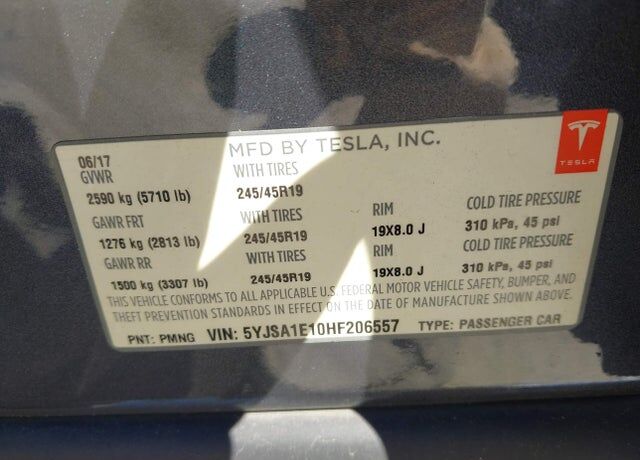 MFD BY TESLA, INC.
TESLA
06/17
GVWR WITH TIRES
2590 kg (5710 lb) 245/45R19
GAWR FRT WITH TIRES RIM COLD TIRE PRESSURE
1276 kg (2813 lb) 245/45R19 19X8.0 J 310 kPa, 45 psi
GAWR RR WITH TIRES RIM COLD TIRE PRESSURE
1500 kg (3307 lb) 245/45R19 19X8.0 J 310 kPa, 45 psi
THIS VEHICLE CONFORMS TO ALL APPLICABLE U.S. FEDERAL MOTOR VEHICLE SAFETY, BUMPER, AND
THEFT PREVENTION STANDARDS IN EFFECT ON THE DATE OF MANUFACTURE SHOWN ABOVE.
PNT: PMNG VIN: 5YJSA1E10HF206557 TYPE: PASSENGER CAR